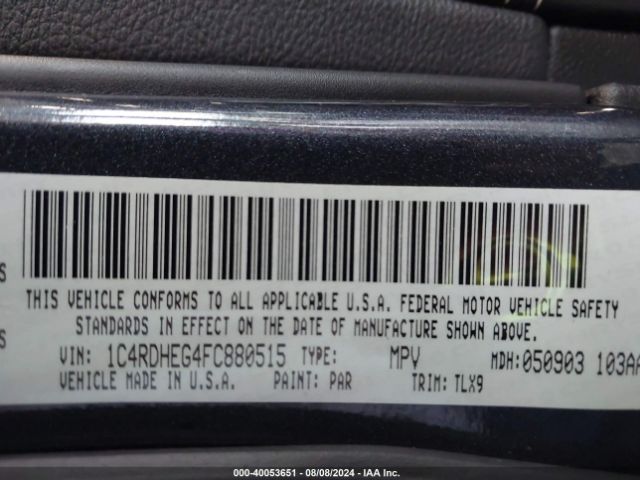 THIS VEHICLE CONFORMS TO ALL APPLICABLE U.S.A. FEDERAL MOTOR VEHICLE SAFETY
STANDARDS IN EFFECT ON THE DATE OF MANUFACTURE SHOWN ABOVE.
VIN: 1C4RDHEG4FC880515 TYPE: MPV MDH:050903 103AA
VEHICLE MADE IN U.S.A. PAINT: PAR TRIM: TLX9
000-40053651 - 08/08/2024 - IAA Inc.